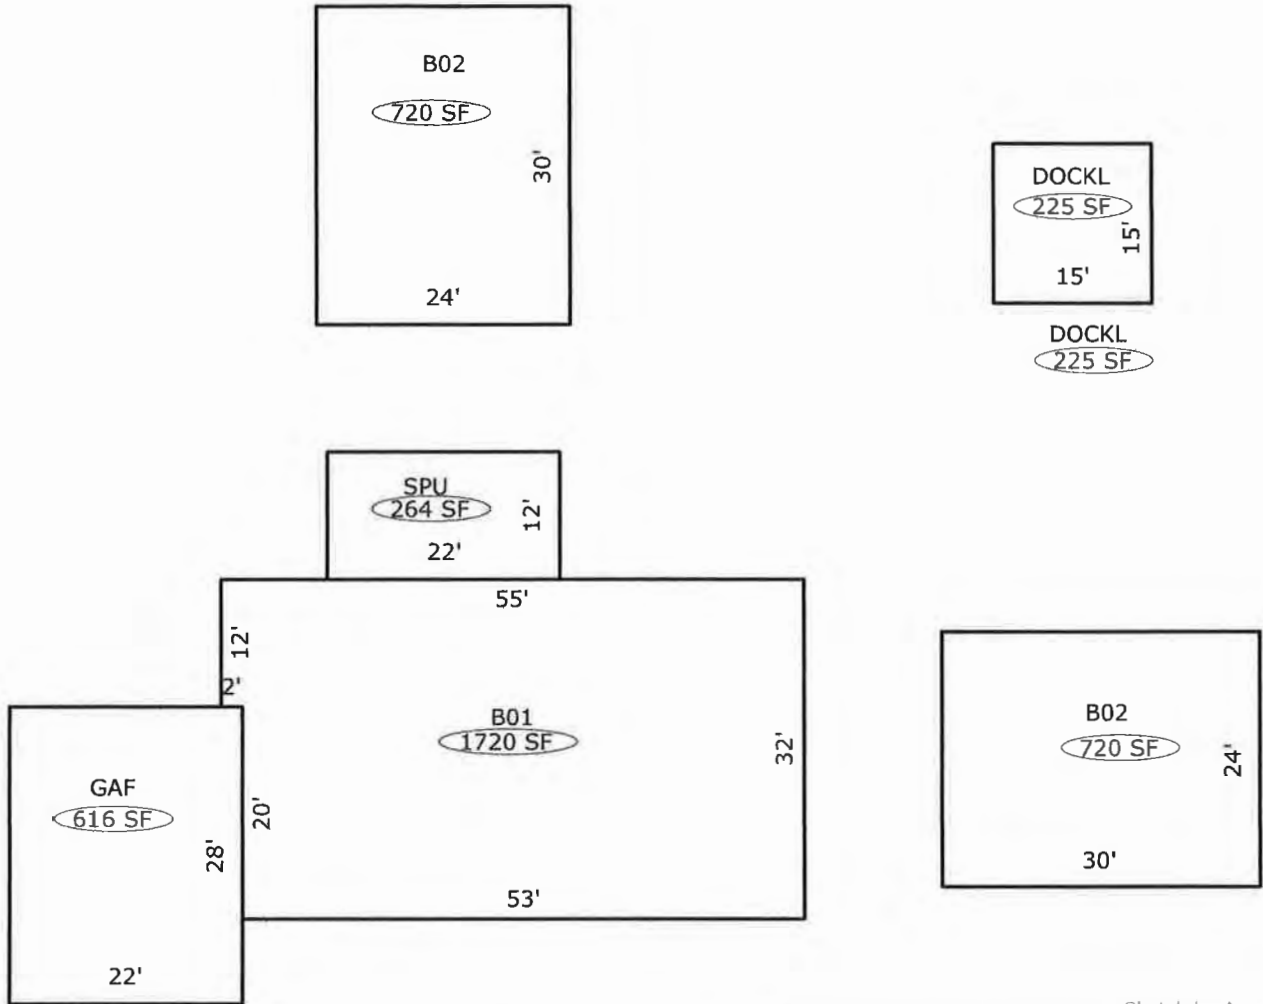 B02
720 SF
30'
24'
DOCKL
225 SF
15'
15'
DOCKL
225 SF
SPU
264 SF
12'
22'
55'
12'
2'
B01
1720 SF
32'
20'
53'
GAF
616 SF
28'
22'
B02
720 SF
24'
30'